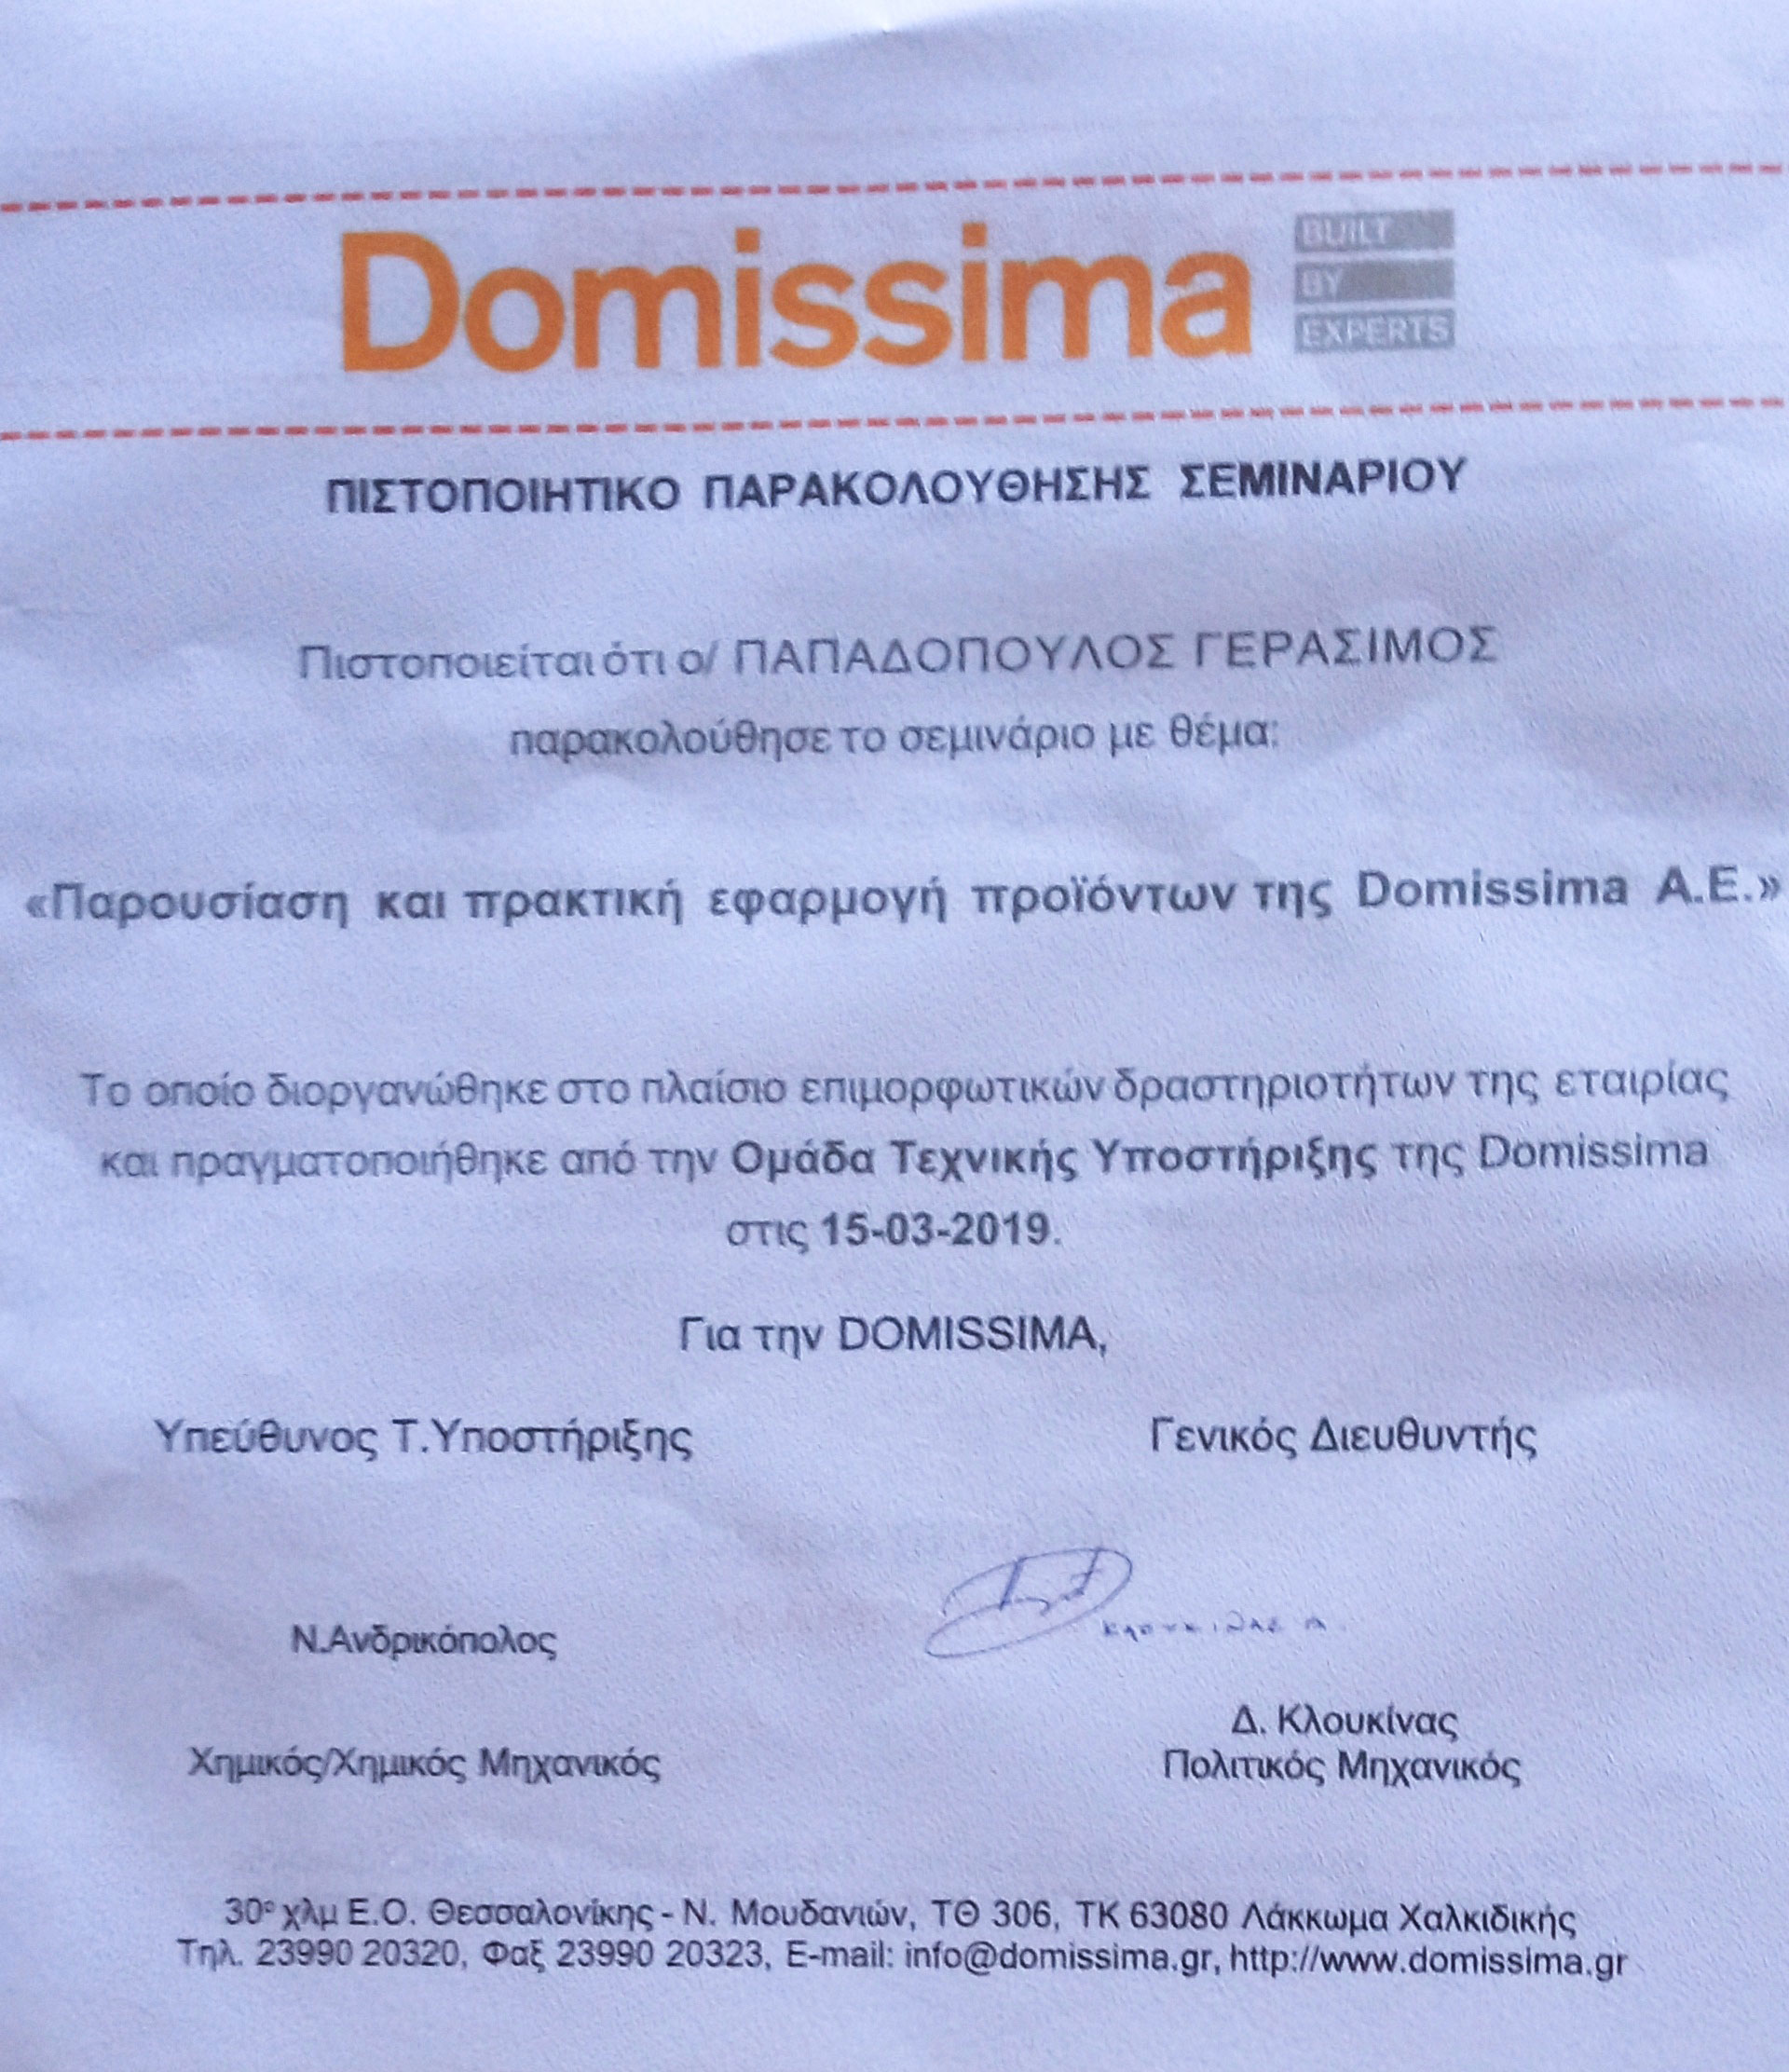 Domissima
BUILT
BY
EXPERTS
ΠΙΣΤΟΠΟΙΗΤΙΚΟ ΠΑΡΑΚΟΛΟΥΘΗΣΗΣ ΣΕΜΙΝΑΡΙΟΥ
Πιστοποιείται ότι ο/ ΠΑΠΑΔΟΠΟΥΛΟΣ ΓΕΡΑΣΙΜΟΣ
παρακολούθησε το σεμινάριο με θέμα:
«Παρουσίαση και πρακτική εφαρμογή προϊόντων της Domissima Α.Ε.»
Το οποίο διοργανώθηκε στο πλαίσιο επιμορφωτικών δραστηριοτήτων της εταιρίας
και πραγματοποιήθηκε από την Ομάδα Τεχνικής Υποστήριξης της Domissima
στις 15-03-2019.
Για την DOMISSIMA,
Υπεύθυνος Τ.Υποστήριξης
Γενικός Διευθυντής
Ν.Ανδρικόπολος
Χημικός/Χημικός Μηχανικός
Δ. Κλουκίνας
Πολιτικός Μηχανικός
30ο χλμ Ε.Ο. Θεσσαλονίκης - Ν. Μουδανιών, ΤΘ 306, ΤΚ 63080 Λάκκωμα Χαλκιδικής
Τηλ. 23990 20320, Φαξ 23990 20323, E-mail: info@domissima.gr, http://www.domissima.gr